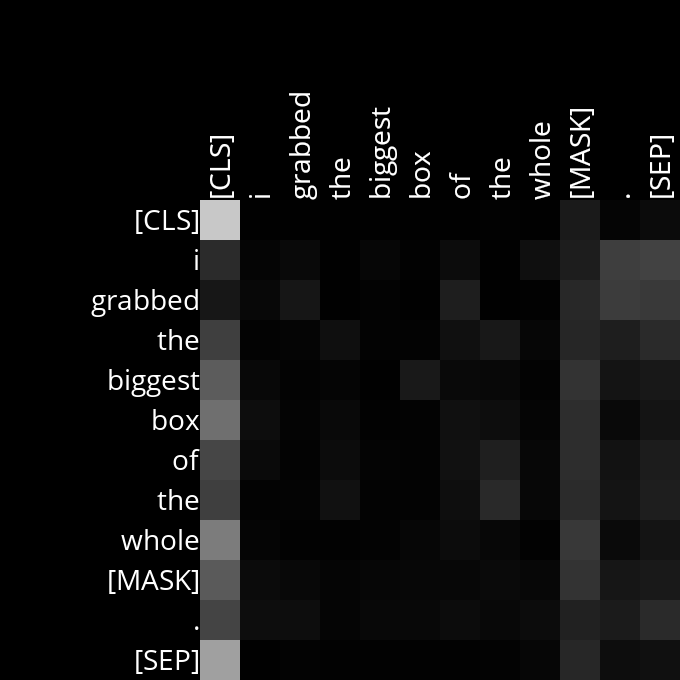 [CLS] i grabbed the biggest box of the whole [MASK] . [SEP]
[CLS]
i
grabbed
the
biggest
box
of
the
whole
[MASK]
.
[SEP]